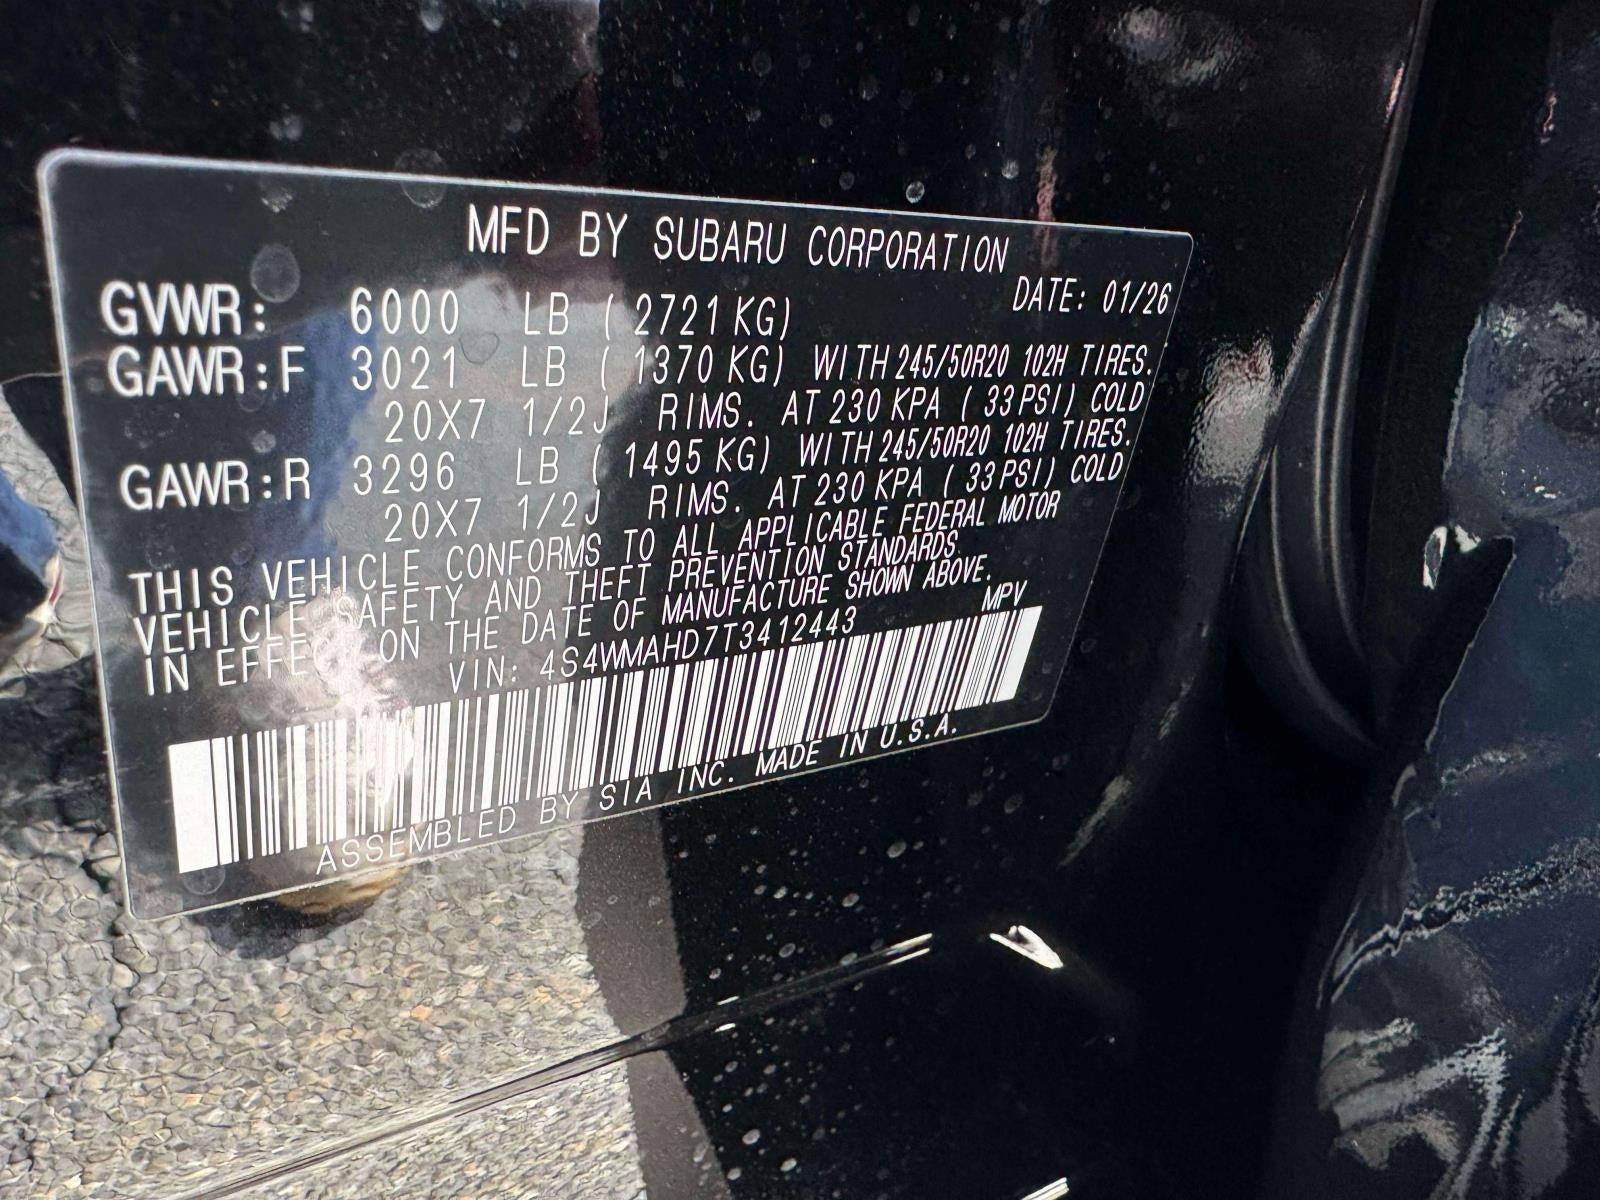 MFD BY SUBARU CORPORATION
DATE: 01/26
GVWR: 6000 LB (2721 KG)
GAWR:F 3021 LB (1370 KG) WITH 245/50R20 102H TIRES.
20X7 1/2J RIMS. AT 230 KPA (33 PSI) COLD
GAWR:R 3296 LB (1495 KG) WITH 245/50R20 102H TIRES.
20X7 1/2J RIMS. AT 230 KPA (33 PSI) COLD
THIS VEHICLE CONFORMS TO ALL APPLICABLE FEDERAL MOTOR
VEHICLE SAFETY AND THEFT PREVENTION STANDARDS
IN EFFECT ON THE DATE OF MANUFACTURE SHOWN ABOVE.
VIN: 4S4WMAHD7T3412443 MPV
ASSEMBLED BY SIA INC. MADE IN U.S.A.